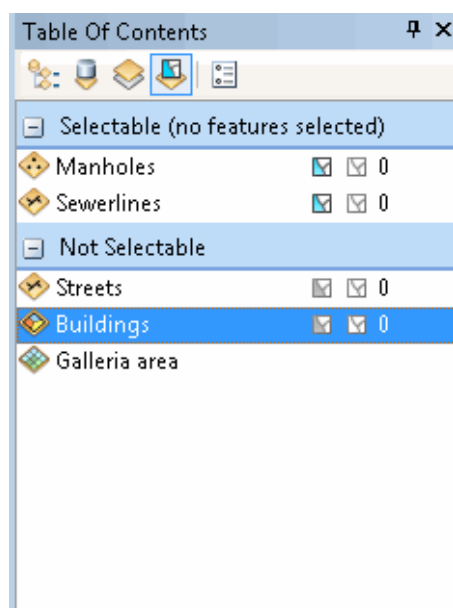 Table Of Contents
Selectable (no features selected)
Manholes 0
Sewerlines 0
Not Selectable
Streets 0
Buildings 0
Galleria area